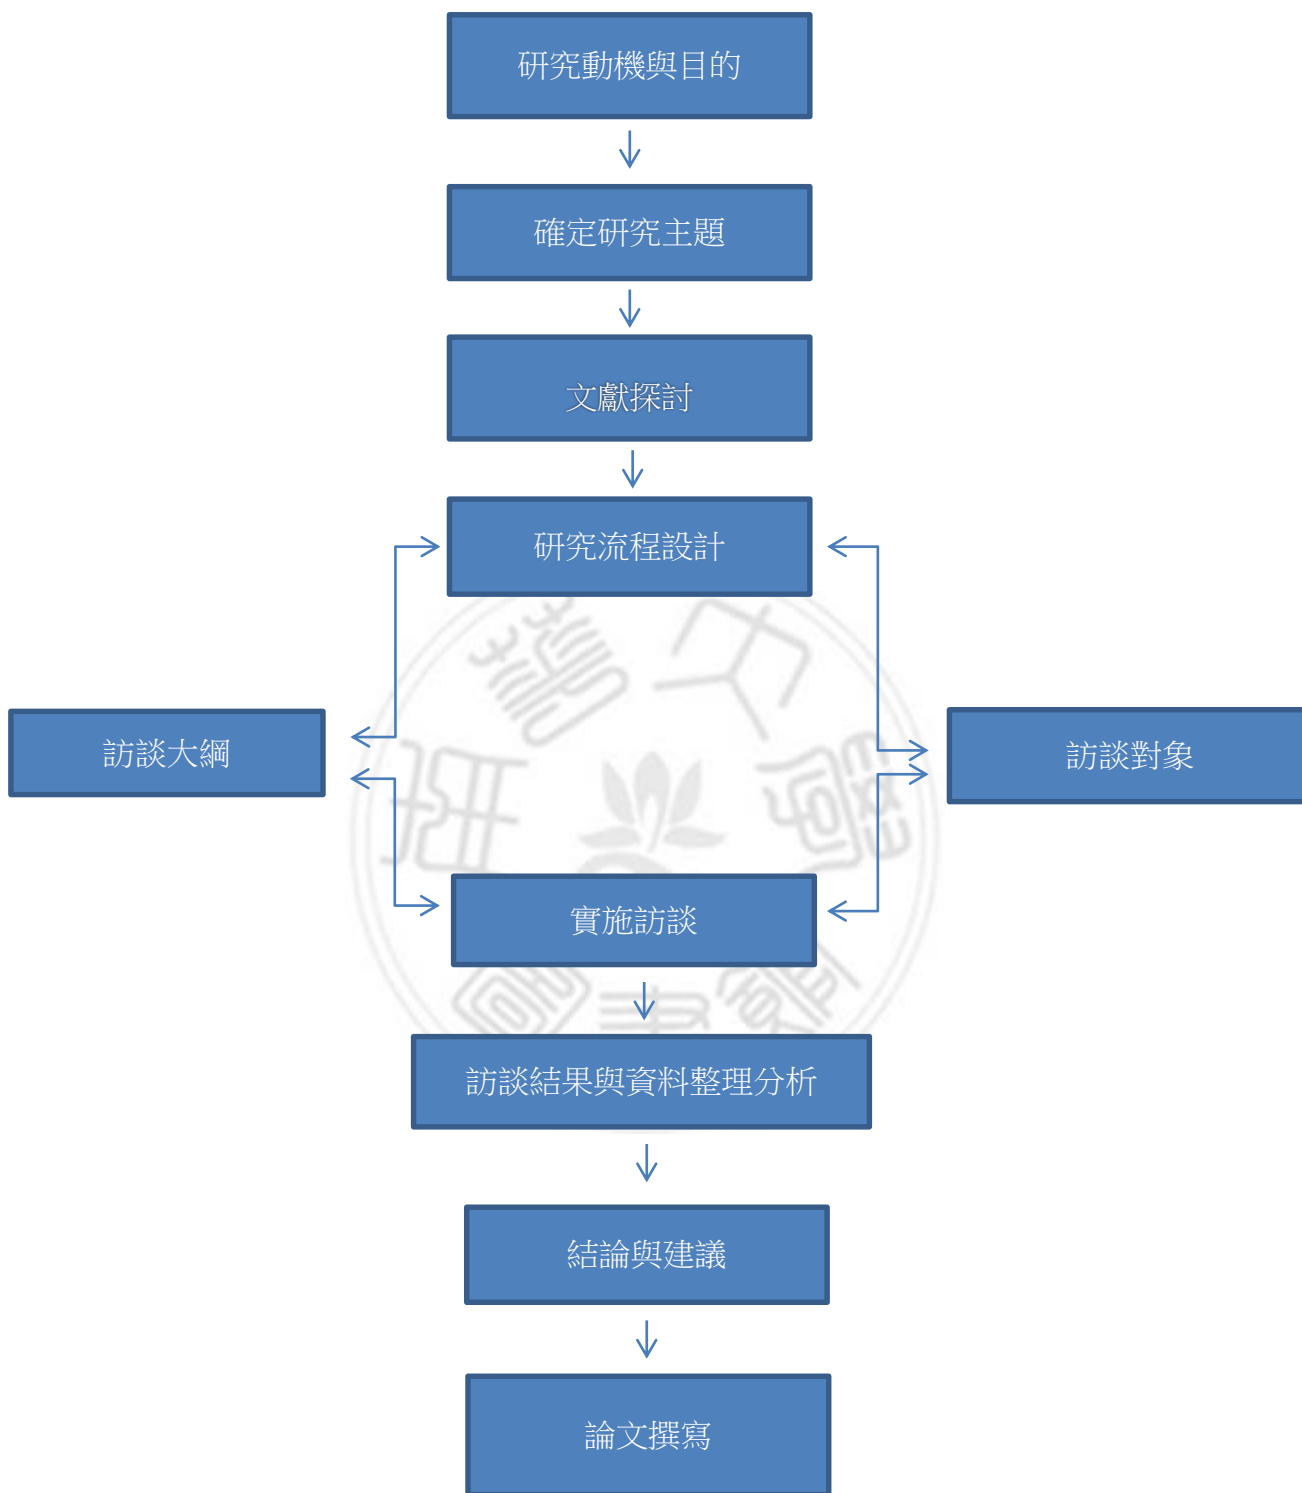 研究動機與目的
確定研究主題
文獻探討
研究流程設計
訪談大綱
訪談對象
實施訪談
訪談結果與資料整理分析
結論與建議
論文撰寫